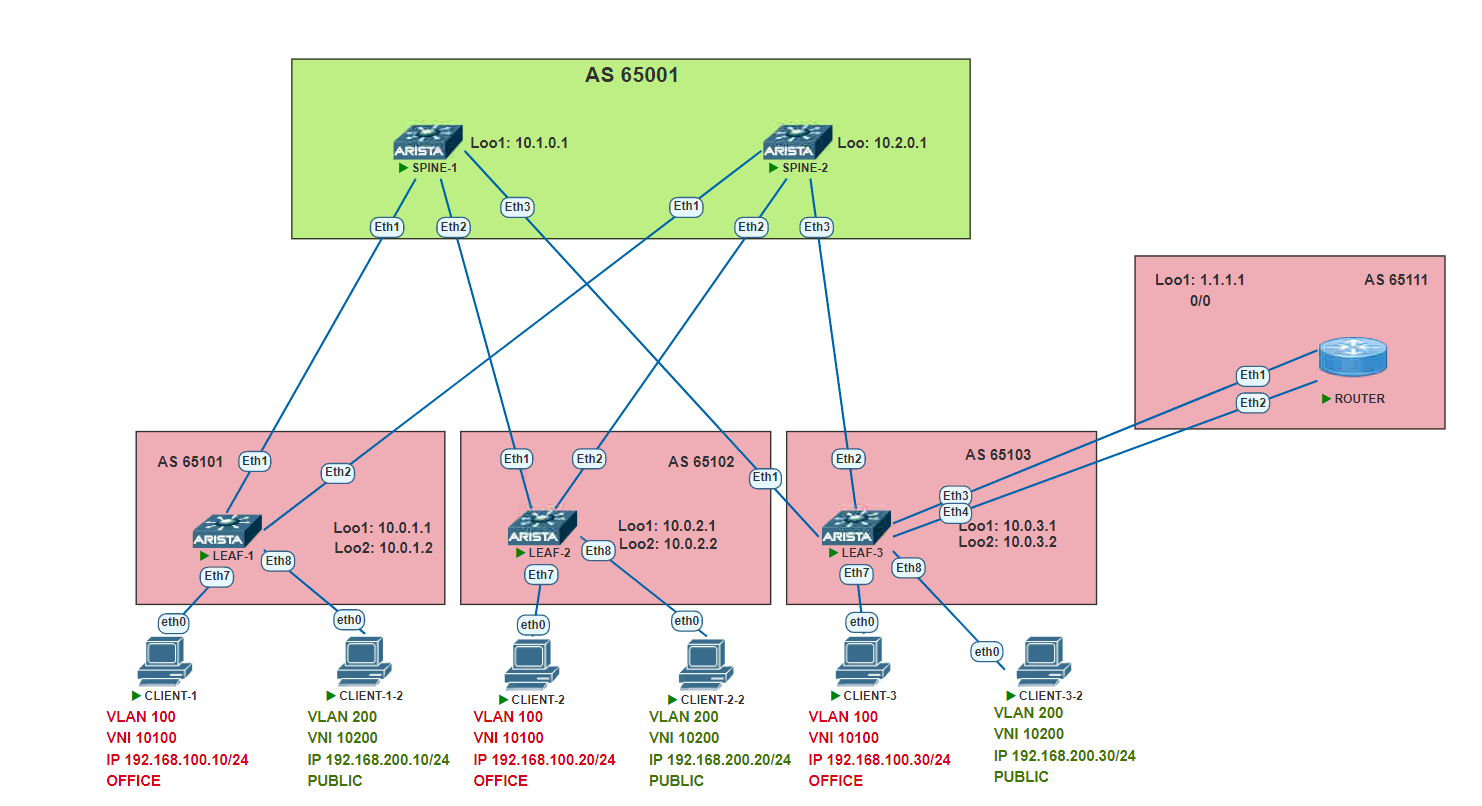 AS 65001
ARISTA
Loo1: 10.1.0.1
SPINE-1
ARISTA
Loo: 10.2.0.1
SPINE-2
Eth3
Eth1
Eth1
Eth2
Eth2
Eth3
Loo1: 1.1.1.1
AS 65111
0/0
Eth1
ROUTER
Eth2
AS 65101
Eth1
Eth2
Eth1
Eth2
AS 65102
Eth1
Eth2
AS 65103
Eth3
Eth4
ARISTA
LEAF-1
Loo1: 10.0.1.1
Loo2: 10.0.1.2
ARISTA
LEAF-2
Loo1: 10.0.2.1
Loo2: 10.0.2.2
ARISTA
LEAF-3
Loo1: 10.0.3.1
Loo2: 10.0.3.2
Eth7
Eth8
Eth7
Eth8
Eth7
Eth8
eth0
eth0
eth0
eth0
eth0
eth0
CLIENT-1
VLAN 100
VNI 10100
IP 192.168.100.10/24
OFFICE
CLIENT-1-2
VLAN 200
VNI 10200
IP 192.168.200.10/24
PUBLIC
CLIENT-2
VLAN 100
VNI 10100
IP 192.168.100.20/24
OFFICE
CLIENT-2-2
VLAN 200
VNI 10200
IP 192.168.200.20/24
PUBLIC
CLIENT-3
VLAN 100
VNI 10100
IP 192.168.100.30/24
OFFICE
CLIENT-3-2
VLAN 200
VNI 10200
IP 192.168.200.30/24
PUBLIC